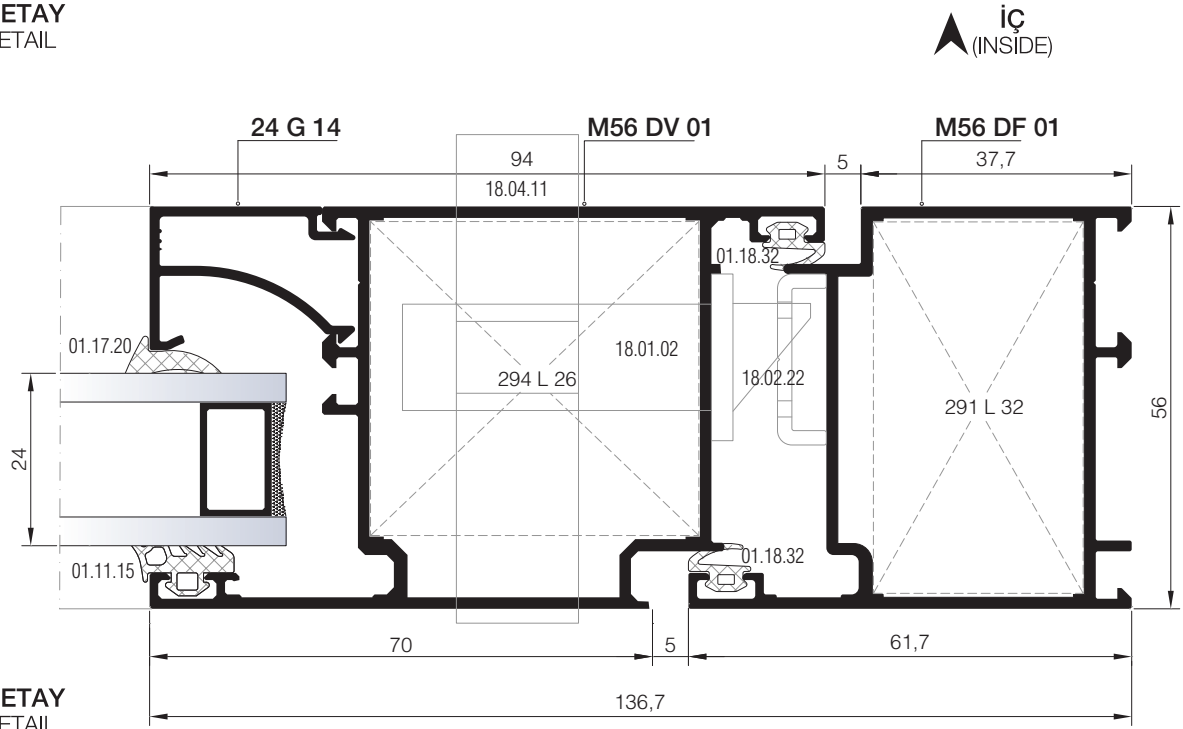 ETAY
ETAIL
İÇ
(INSIDE)
24 G 14
M56 DV 01
M56 DF 01
94
5
37,7
18.04.11
01.18.32
01.17.20
18.01.02
18.02.22
294 L 26
291 L 32
24
56
01.11.15
01.18.32
70
5
61,7
136,7
ETAY
ETAIL